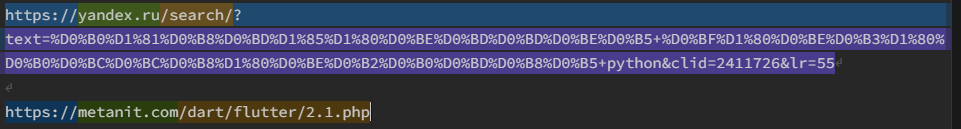 https://yandex.ru/search/?
text=%D0%B0%D1%81%D0%B8%D0%BD%D1%85%D1%80%D0%BE%D0%BD%D0%BD%D0%BE%D0%B5+%D0%BF%D1%80%D0%BE%D0%B3%D1%80%
D0%B0%D0%BC%D0%BC%D0%B8%D1%80%D0%BE%D0%B2%D0%B0%D0%BD%D0%B8%D0%B5+python&clid=2411726&lr=55
https://metanit.com/dart/flutter/2.1.php